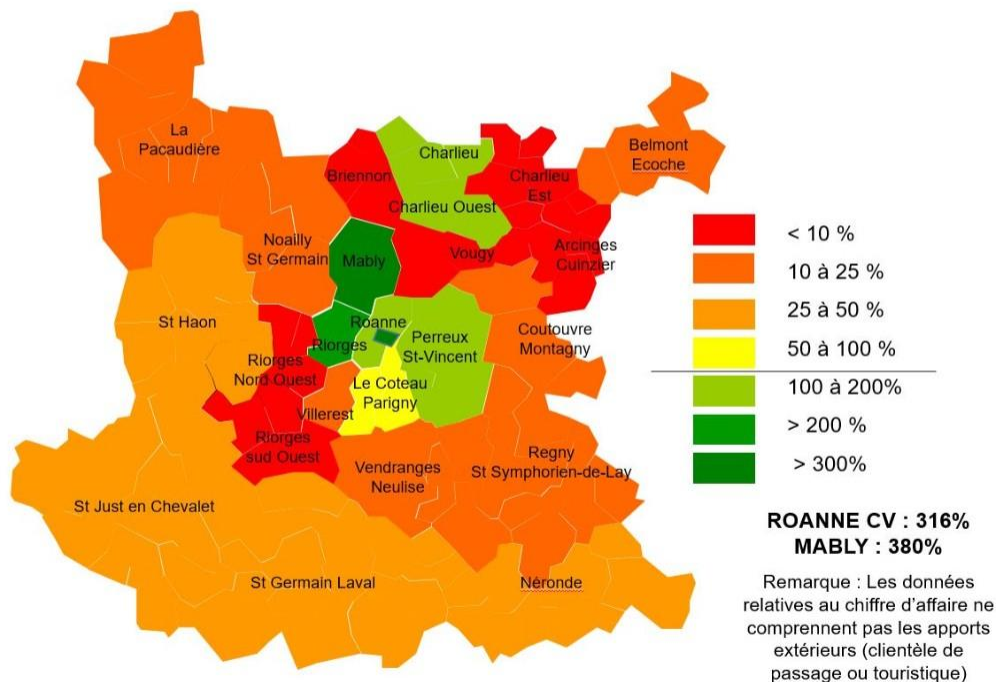 La
Pacaudière
Noailly
St Germain
Briennon
Charlieu
Charlieu Ouest
Charlieu
Est
Belmont
Ecoche
Mably
Vougy
Arcinges
Cuinzier
St Haon
Riorges
Roanne
Perreux
St-Vincent
Coutouvre
Montagny
Riorges
Nord Ouest
Villerest
Le Coteau
Parigny
Riorges
sud Ouest
Vendranges
Neulise
Regny
St Symphorien-de-Lay
St Just en Chevalet
St Germain Laval
Néronde
< 10 %
10 à 25 %
25 à 50 %
50 à 100 %
100 à 200%
> 200 %
> 300%
ROANNE CV : 316%
MABLY : 380%
Remarque : Les données
relatives au chiffre d’affaire ne
comprennent pas les apports
extérieurs (clientèle de
passage ou touristique)